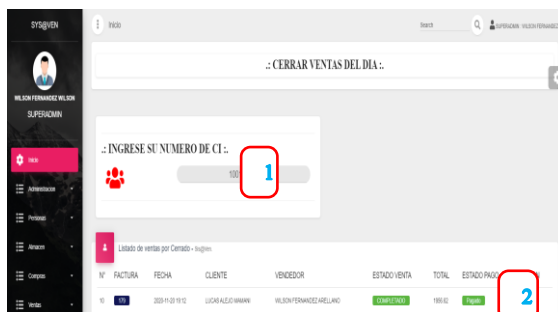 SYS@VEN
Inicio
Search
SUPERADMIN : WILSON FERNANDEZ
.: CERRAR VENTAS DEL DIA :.
WILSON FERNANDEZ WILSON
SUPERADMIN
.: INGRESE SU NUMERO DE CI :.
100
1
Inicio
Administracion
Personas
Almacen
Compras
Ventas
Listado de ventas por Cerrado -
N° FACTURA FECHA CLIENTE VENDEDOR ESTADO VENTA TOTAL ESTADO PAGO
10 179 2020-11-20 19:12 LUCAS ALEJO MAMANI WILSON FERNANDEZ ARELLANO COMPLETADO Pagado
2